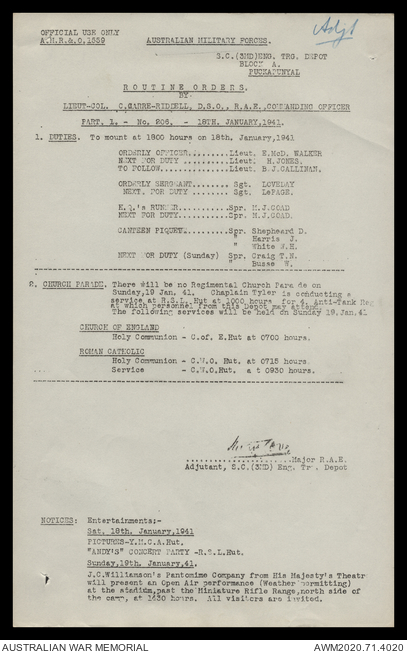 OFFICIAL USE ONLY
A.H.R.&.O.1559
Adjt
AUSTRALIAN MILITARY FORCES.
S.C.(3MD)ENG. TRG. DEPOT
BLOCK A.
PUCKAPUNYAL
ROUTINE ORDERS.
BY
LIEUT-COL. C.CARRE-RIDDELL, D.S.O., R.A.E.,COMMANDING OFFICER
PART 1. - No. 206, - 18TH. JANUARY,1941.
1. DUTIES. To mount at 1800 hours on 18th. January,1941
ORDERLY OFFICER..........Lieut. E.McD. WALKER
NEXT FOR DUTY ...........Lieut. H.JONES.
TO FOLLOW................Lieut. B.J.CALLINAN.
ORDERLY SERGEANT........ Sgt. LOVEDAY
NEXT. FOR DUTY ....... Sgt. LePAGE.
H.Q.'s RUNNER............Spr. M.J.COAD
NEXT FOR DUTY............Spr. M.J.COAD.
CANTEEN PIQUETE..........Spr. Shepheard D.
" Harris J.
" White W.H.
NEXT FOR DUTY (Sunday) Spr. Craig T.N.
" Busse W.
2. CHURCH PARADE. There will be no Regimental Church Para de on
Sunday,19 Jan. 41. Chaplain Tyler is conducting a
service at R.S.L. Hut at 1000 hours for 4. Anti-Tank Reg
at which personnel from this Depot may attend.
The following services will be held on Sunday 19.Jan.41
CHURCH OF ENGLAND
Holy Communion - C.of. E.Hut at 0700 hours.
ROMAN CATHOLIC
Holy Communion - C.W.O. Hut. at 0715 hours.
Service - C.W.O.Hut. a t 0930 hours.
.......................Major R.A.E.
Adjutant, S.C.(3MD) Eng. Trg. Depot
NOTICES: Entertainments:-
Sat. 18th. January,1941
PICTURES-Y.M.C.A.Hut.
"ANDY'S" CONCERT PARTY -R.S.L.Hut.
Sunday,19th. January,41.
J.C.Williamson's Pantomime Company from His Majesty's Theatr
will present an Open Air performance (Weather permitting)
at the stadium,past the Miniature Rifle Range,north side of
the camp, at 1430 hours. All visitors are invited.
AUSTRALIAN WAR MEMORIAL
AWM2020.71.4020